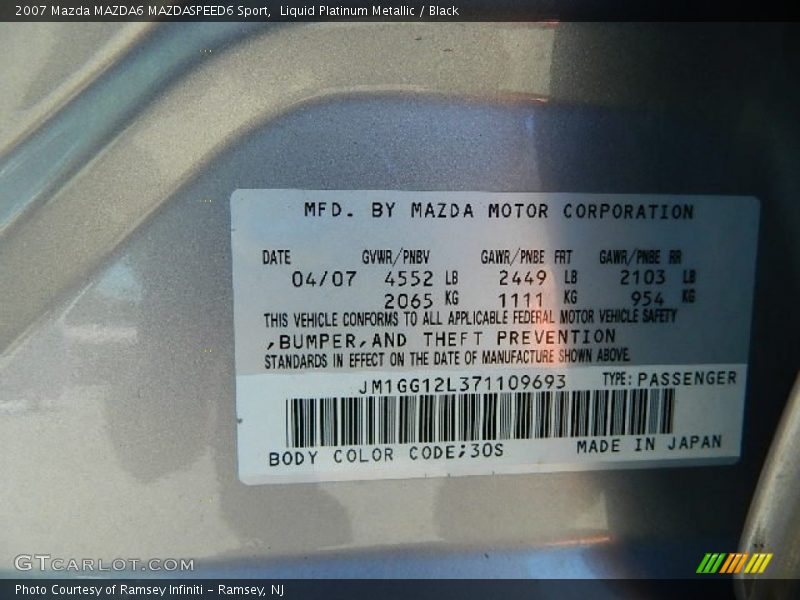 2007 Mazda MAZDA6 MAZDASPEED6 Sport,  Liquid Platinum Metallic / Black
MFD. BY MAZDA MOTOR CORPORATION
DATE GVWR/PNBV GAWR/PNBE FRT GAWR/PNBE RR
04/07 4552 LB 2449 LB 2103 LB
2065 KG 1111 KG 954 KG
THIS VEHICLE CONFORMS TO ALL APPLICABLE FEDERAL MOTOR VEHICLE SAFETY
,BUMPER,AND THEFT PREVENTION
STANDARDS IN EFFECT ON THE DATE OF MANUFACTURE SHOWN ABOVE.
JM1GG12L371109693 TYPE: PASSENGER
BODY COLOR CODE;30S MADE IN JAPAN
GTCARLOT.COM
Photo Courtesy of Ramsey Infiniti - Ramsey, NJ